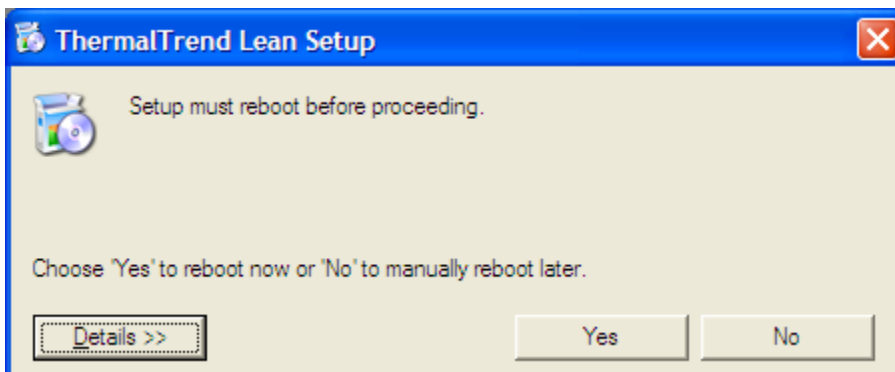 ThermalTrend Lean Setup
Setup must reboot before proceeding.
Choose 'Yes' to reboot now or 'No' to manually reboot later.
Details >>
Yes
No